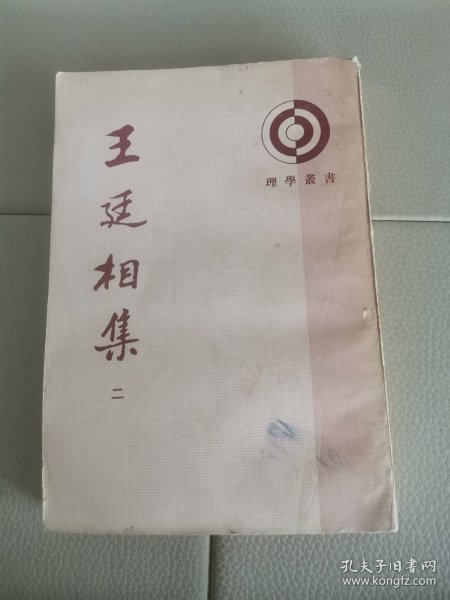 王廷相集
二
理學叢書
孔夫子旧书网
www.kongfz.com